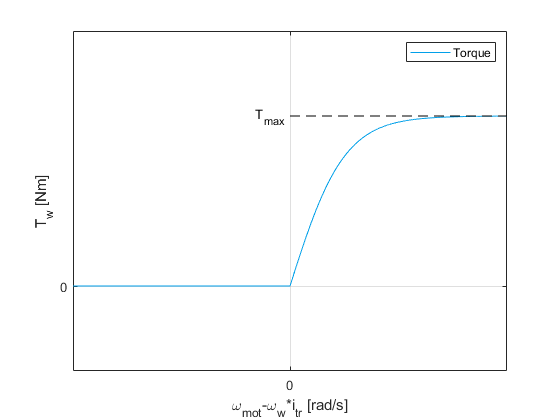 Torque
T_max
T_w [Nm]
0
0
ω_mot-ω_w*i_tr [rad/s]